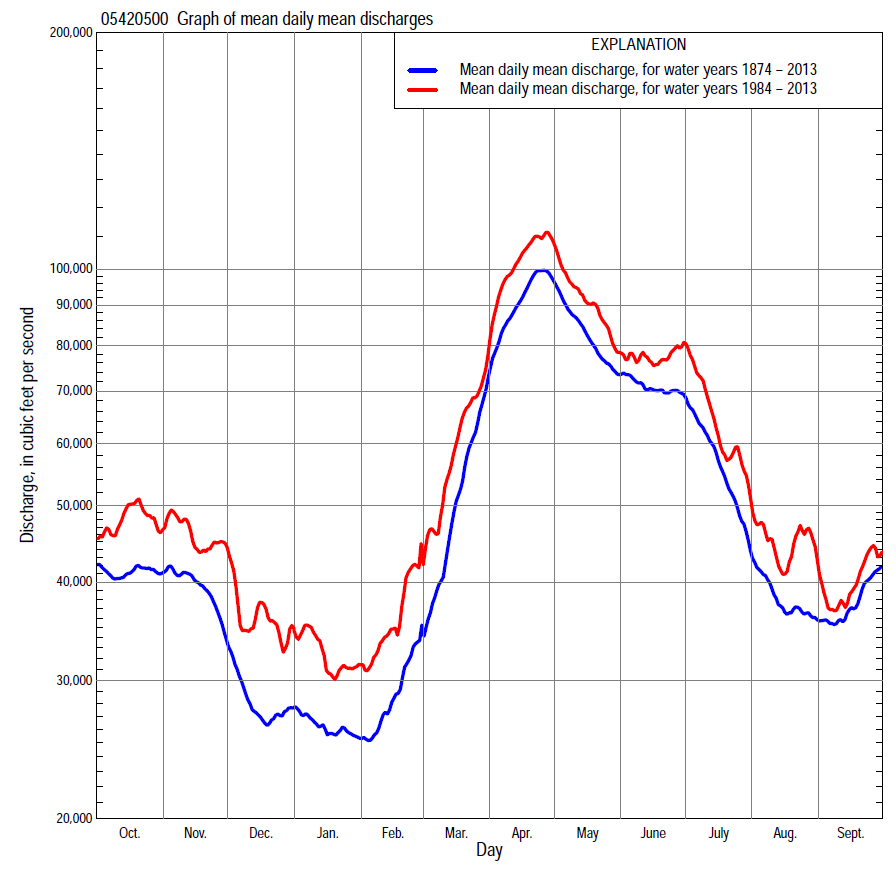 05420500 Graph of mean daily mean discharges
EXPLANATION
Mean daily mean discharge, for water years 1874 – 2013
Mean daily mean discharge, for water years 1984 – 2013
Discharge, in cubic feet per second
200,000
100,000
90,000
80,000
70,000
60,000
50,000
40,000
30,000
20,000
Oct. Nov. Dec. Jan. Feb. Mar. Apr. May June July Aug. Sept.
Day